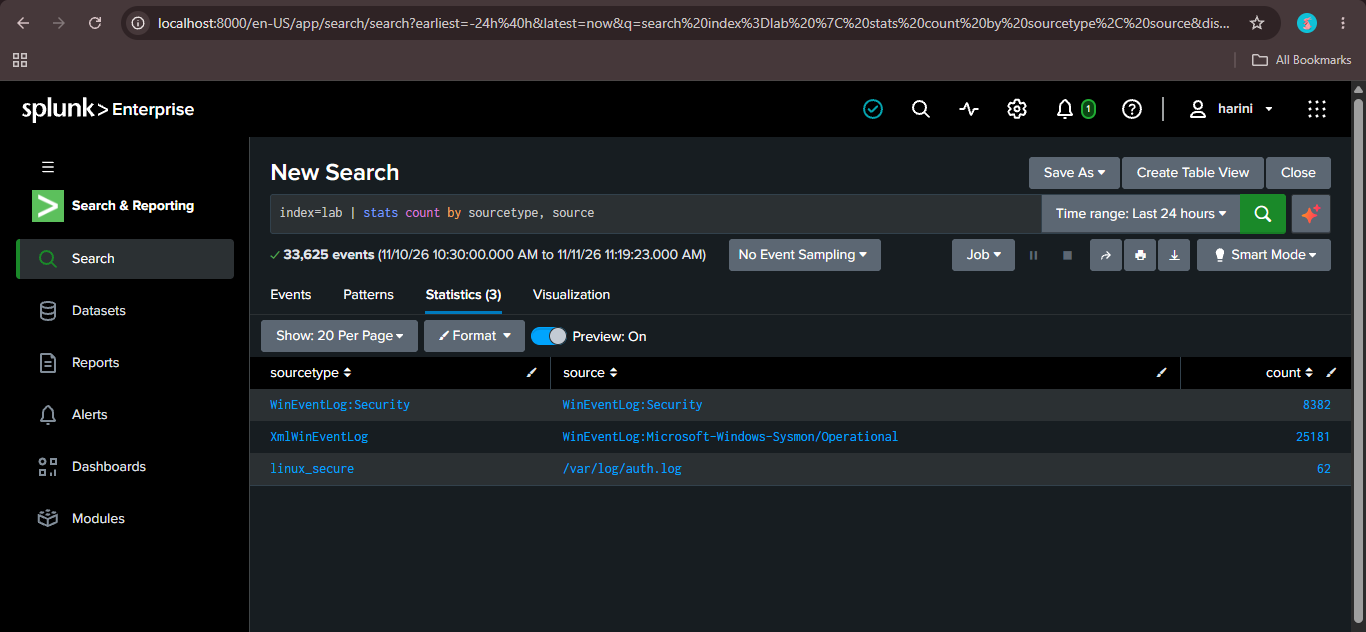 localhost:8000/en-US/app/search/search?earliest=-24h%40h&latest=now&q=search%20index%3Dlab%20%7C%20stats%20count%20by%20sourcetype%2C%20source&dis...
All Bookmarks
splunk>Enterprise
1
harini
Search & Reporting
Search
Datasets
Reports
Alerts
Dashboards
Modules
New Search
Save As
Create Table View
Close
index=lab | stats count by sourcetype, source
Time range: Last 24 hours
33,625 events (11/10/26 10:30:00.000 AM to 11/11/26 11:19:23.000 AM)
No Event Sampling
Job
Smart Mode
Events
Patterns
Statistics (3)
Visualization
Show: 20 Per Page
Format
Preview: On
sourcetype source count
WinEventLog:Security WinEventLog:Security 8382
XmlWinEventLog WinEventLog:Microsoft-Windows-Sysmon/Operational 25181
linux_secure /var/log/auth.log 62